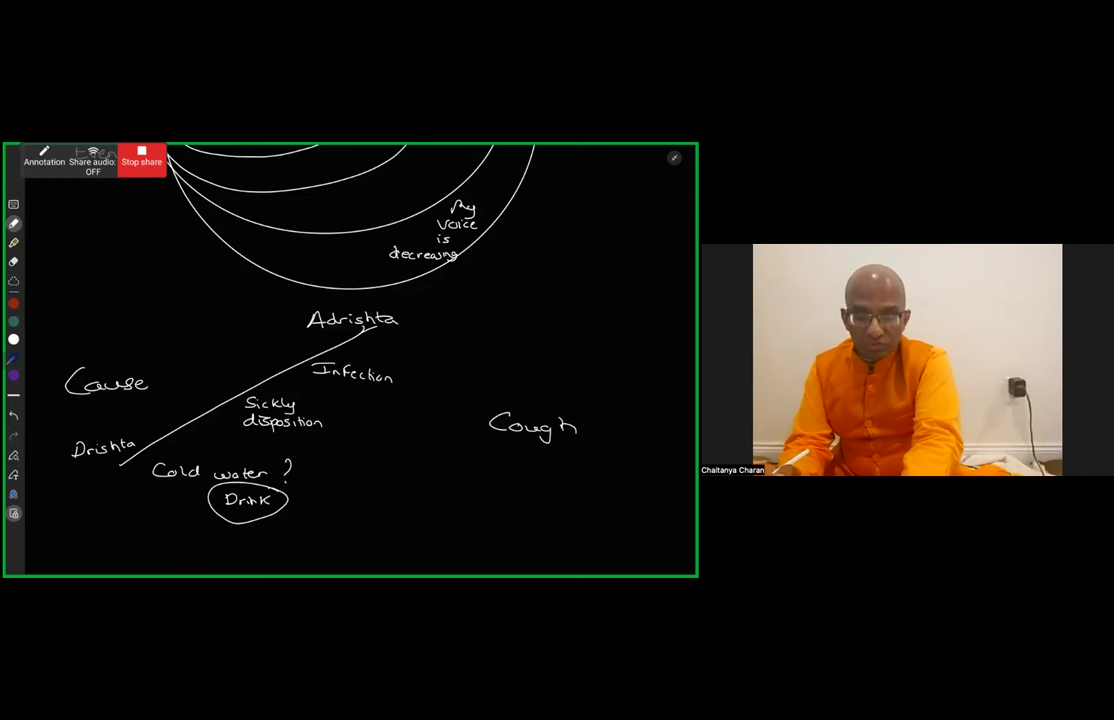 Annotation
Share audio:
OFF
Stop share
My
voice
is
decreasing
Adrishta
Infection
Cause
Sickly
disposition
Cough
Drishta
Cold water ?
Drink
Chaitanya Charan